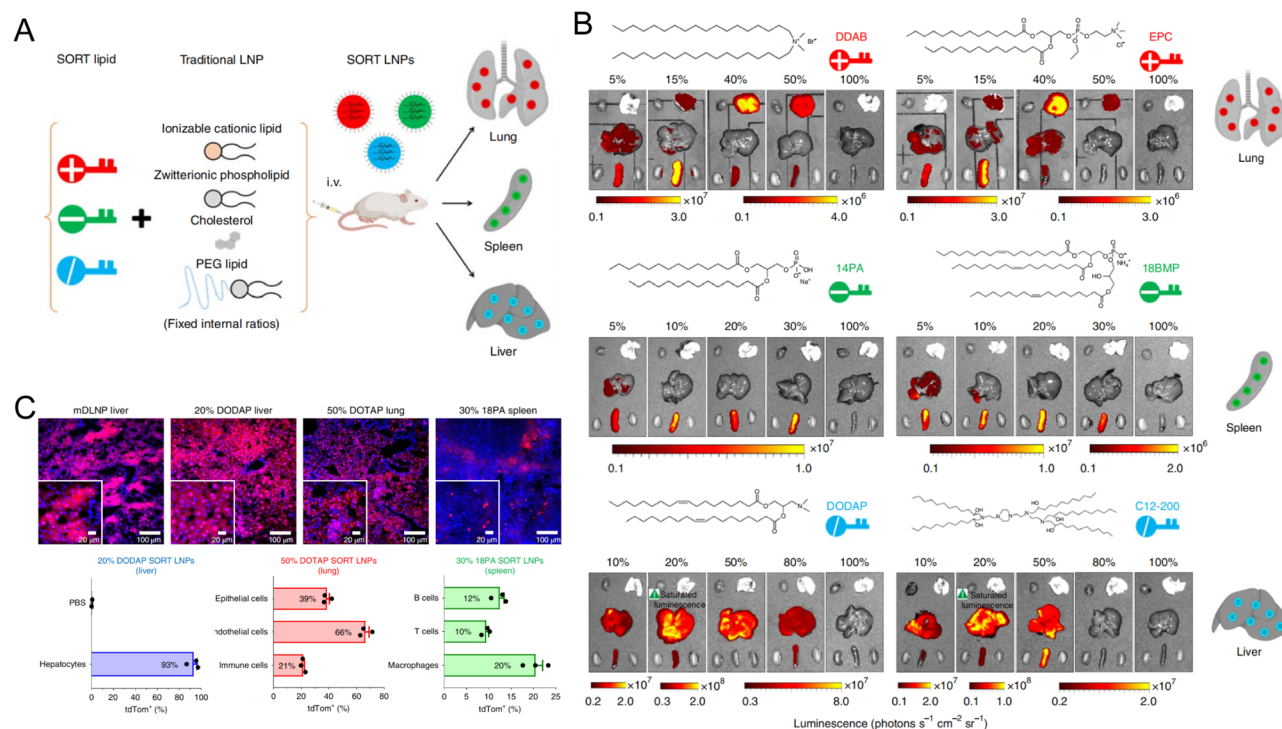 A
SORT lipid
Traditional LNP
SORT LNPs
Ionizable cationic lipid
Zwitterionic phospholipid
Cholesterol
PEG lipid
(Fixed internal ratios)
i.v.
Lung
Spleen
Liver
B
Br⁻
DDAB
Cl⁻
EPC
5% 15% 40% 50% 100%
5% 15% 40% 50% 100%
×10⁷
0.1 3.0
×10⁶
0.1 4.0
×10⁷
0.1 3.0
×10⁶
0.1 3.0
Lung
14PA
18BMP
5% 10% 20% 30% 100%
5% 10% 20% 30% 100%
×10⁷
0.1 1.0
×10⁷
0.1 1.0
×10⁶
0.1 2.0
Spleen
DODAP
C12-200
10% 20% 50% 80% 100%
10% 20% 50% 80% 100%
Saturated
luminescence
Saturated
luminescence
×10⁷
0.2 2.0
×10⁸
0.3 2.0
×10⁷
0.3 8.0
×10⁷
0.1 2.0
×10⁸
0.1 1.0
×10⁷
0.2 2.0
Liver
Luminescence (photons s⁻¹ cm⁻² sr⁻¹)
C
mDLNP liver
20% DODAP liver
50% DOTAP lung
30% 18PA spleen
20 µm 100 µm
20 µm 100 µm
20 µm 100 µm
20 µm 100 µm
20% DODAP SORT LNPs
(liver)
PBS
Hepatocytes
93%
0 20 40 60 80 100
tdTom⁺ (%)
50% DOTAP SORT LNPs
(lung)
Epithelial cells
39%
ndothelial cells
66%
Immune cells
21%
0 20 40 60 80
tdTom⁺ (%)
30% 18PA SORT LNPs
(spleen)
B cells
12%
T cells
10%
Macrophages
20%
0 5 10 15 20 25
tdTom⁺ (%)